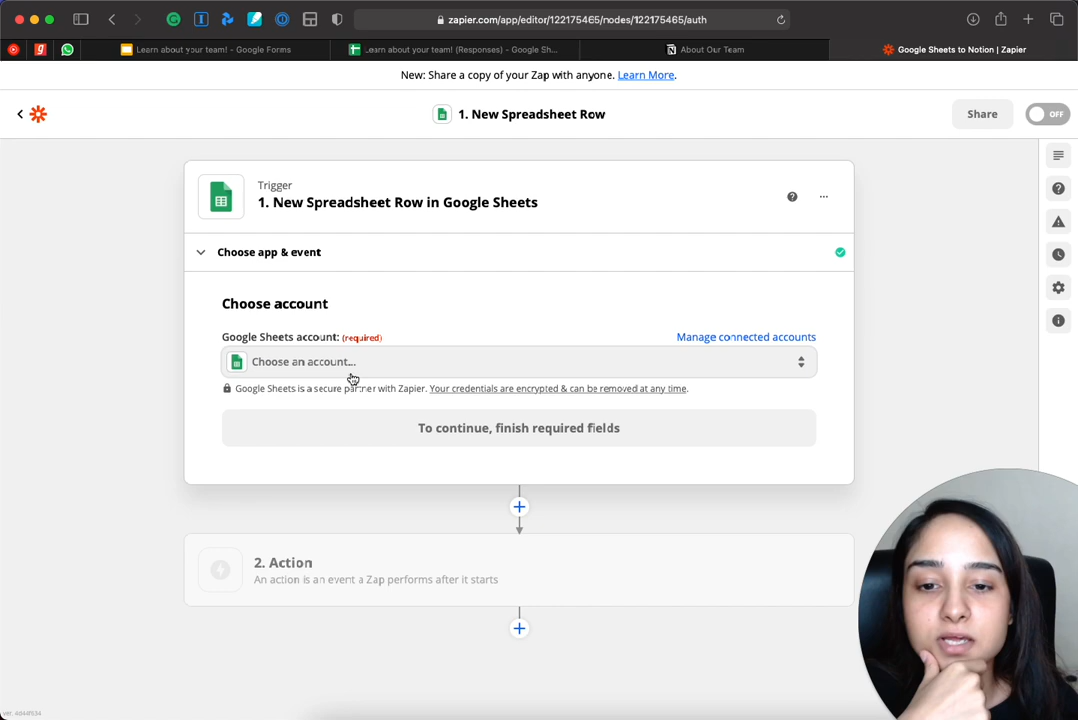 zapier.com/app/editor/122175465/nodes/122175465/auth
Learn about your team! - Google Forms
Learn about your team! (Responses) - Google Sh...
About Our Team
Google Sheets to Notion | Zapier
New: Share a copy of your Zap with anyone. Learn More.
1. New Spreadsheet Row
Share
OFF
Trigger
1. New Spreadsheet Row in Google Sheets
Choose app & event
Choose account
Google Sheets account: (required)
Manage connected accounts
Choose an account...
Google Sheets is a secure partner with Zapier. Your credentials are encrypted & can be removed at any time.
To continue, finish required fields
2. Action
An action is an event a Zap performs after it starts
ver. 4d44f534